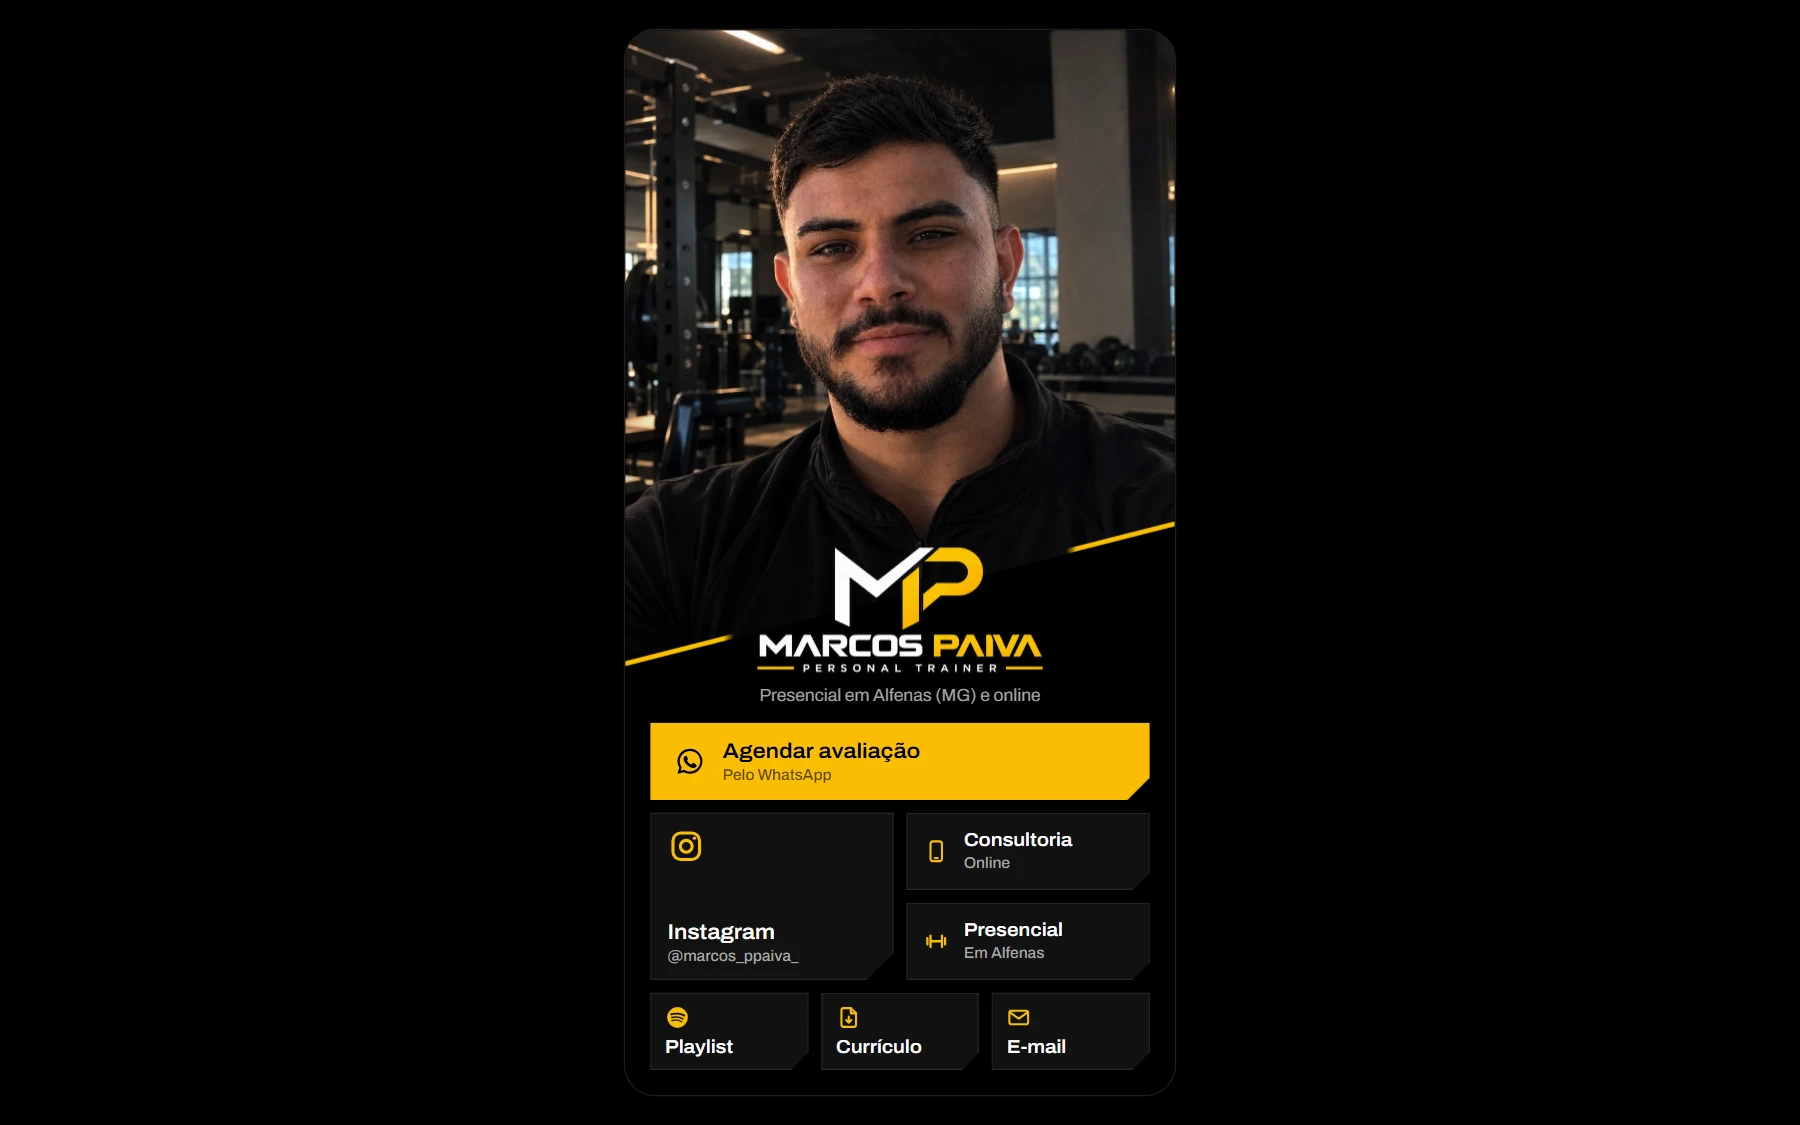 MP
MARCOS PAIVA
PERSONAL TRAINER
Presencial em Alfenas (MG) e online
Agendar avaliação
Pelo WhatsApp
Instagram
@marcos_ppaiva_
Consultoria
Online
Presencial
Em Alfenas
Playlist
Currículo
E-mail